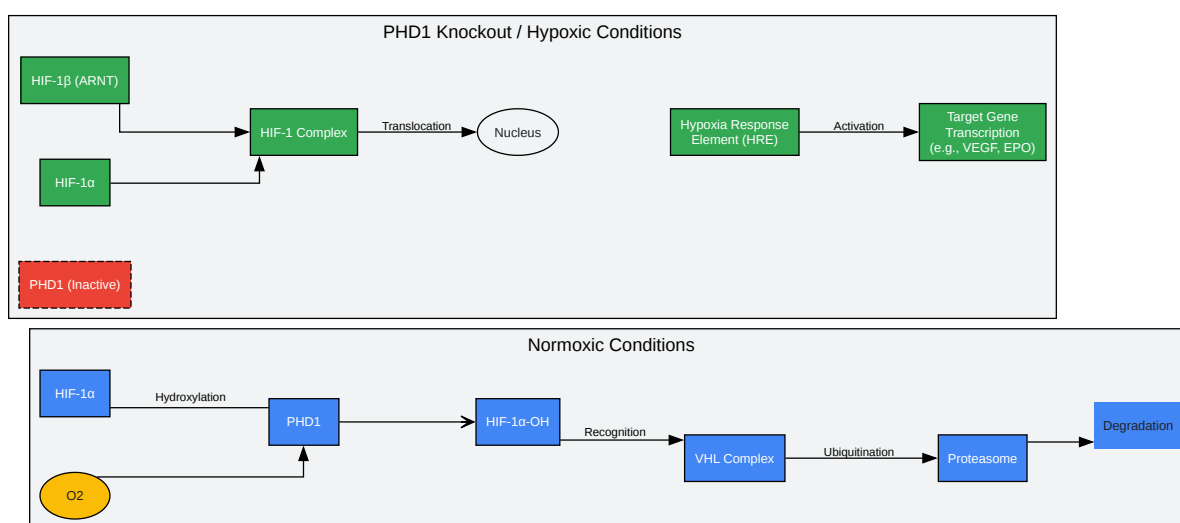 PHD1 Knockout / Hypoxic Conditions
HIF-1β (ARNT)
HIF-1α
HIF-1 Complex
Translocation
Nucleus
Hypoxia Response
Element (HRE)
Activation
Target Gene
Transcription
(e.g., VEGF, EPO)
PHD1 (Inactive)
Normoxic Conditions
HIF-1α
Hydroxylation
PHD1
O2
HIF-1α-OH
Recognition
VHL Complex
Ubiquitination
Proteasome
Degradation